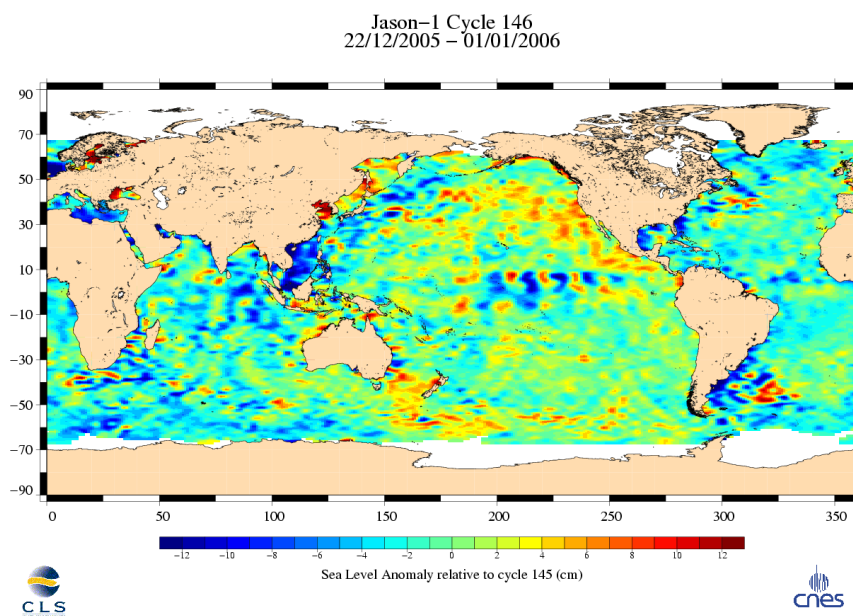 Jason−1 Cycle 146
22/12/2005 − 01/01/2006
90
70
50
30
10
−10
−30
−50
−70
−90
0 50 100 150 200 250 300 350
−12 −10 −8 −6 −4 −2 0 2 4 6 8 10 12
Sea Level Anomaly relative to cycle 145 (cm)
CLS
cnes